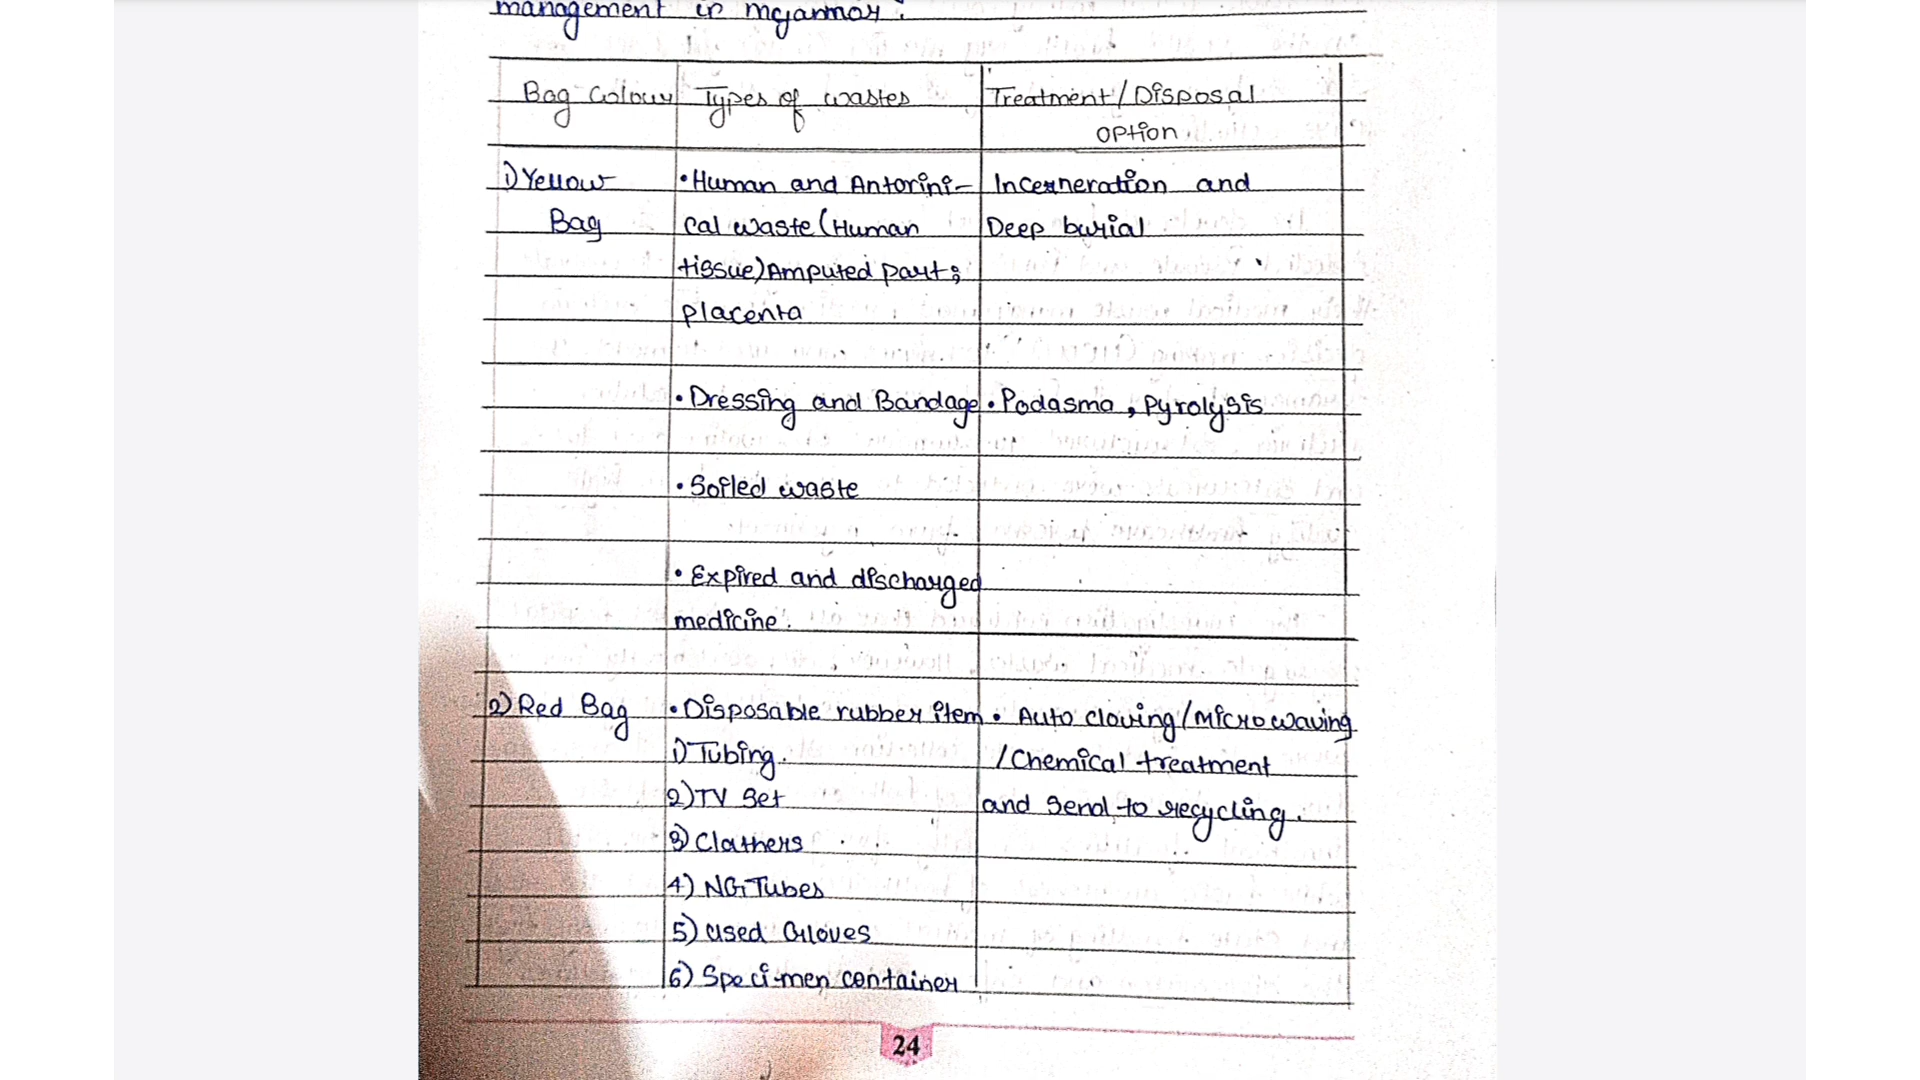 management in myanmar.
Bag Colour Types of wastes Treatment/Disposal
option
1) Yellow •Human and Antorini- Incerneration and
Bag cal waste (Human Deep burial
tissue) Amputed part;
placenta
•Dressing and Bandage •Podasma, pyrolysis
•Soiled waste
•Expired and discharged
medicine.
2) Red Bag •Disposable rubber item • Auto claving/Microwaving
1) Tubing. /Chemical treatment
2) TV Set and send to recycling.
3) Clathers
4) NG Tubes
5) used Gloves
6) Specimen container
24